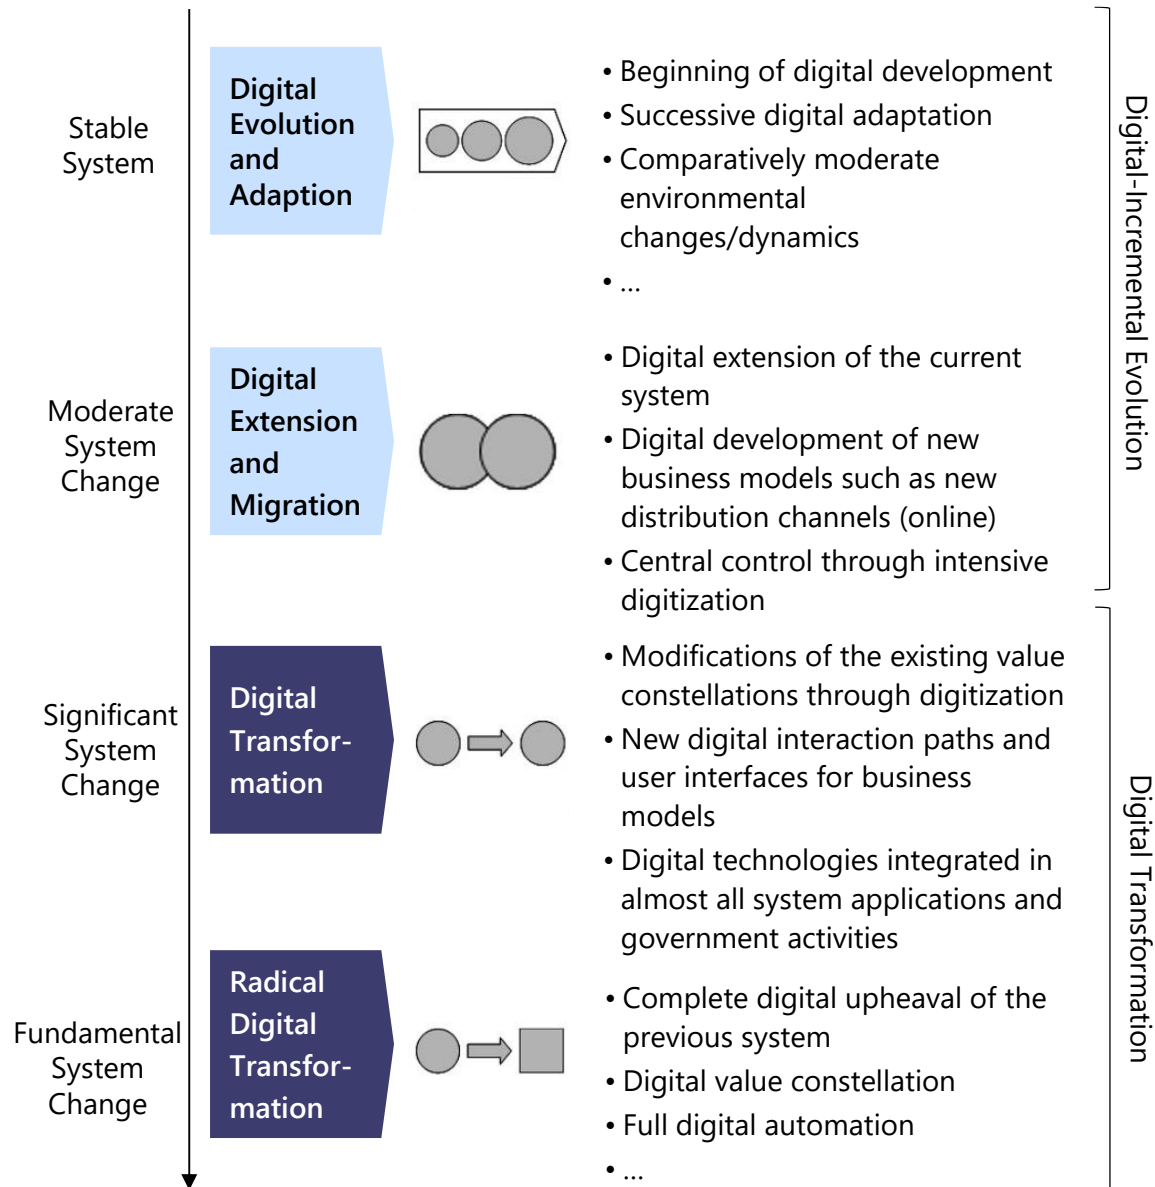 Stable
System
Digital
Evolution
and
Adaption
• Beginning of digital development
• Successive digital adaptation
• Comparatively moderate
environmental
changes/dynamics
• ...
Moderate
System
Change
Digital
Extension
and
Migration
• Digital extension of the current
system
• Digital development of new
business models such as new
distribution channels (online)
• Central control through intensive
digitization
Digital-Incremental Evolution
Significant
System
Change
Digital
Transfor-
mation
• Modifications of the existing value
constellations through digitization
• New digital interaction paths and
user interfaces for business
models
• Digital technologies integrated in
almost all system applications and
government activities
Fundamental
System
Change
Radical
Digital
Transfor-
mation
• Complete digital upheaval of the
previous system
• Digital value constellation
• Full digital automation
• ...
Digital Transformation